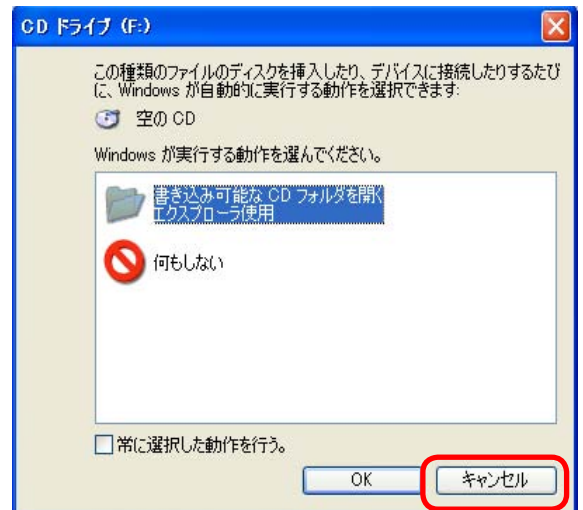 CD ドライブ (F:)
この種類のファイルのディスクを挿入したり、デバイスに接続したりするたび
に、Windows が自動的に実行する動作を選択できます:
空の CD
Windows が実行する動作を選んでください。
書き込み可能な CD フォルダを開く
エクスプローラ使用
何もしない
常に選択した動作を行う。
OK
キャンセル